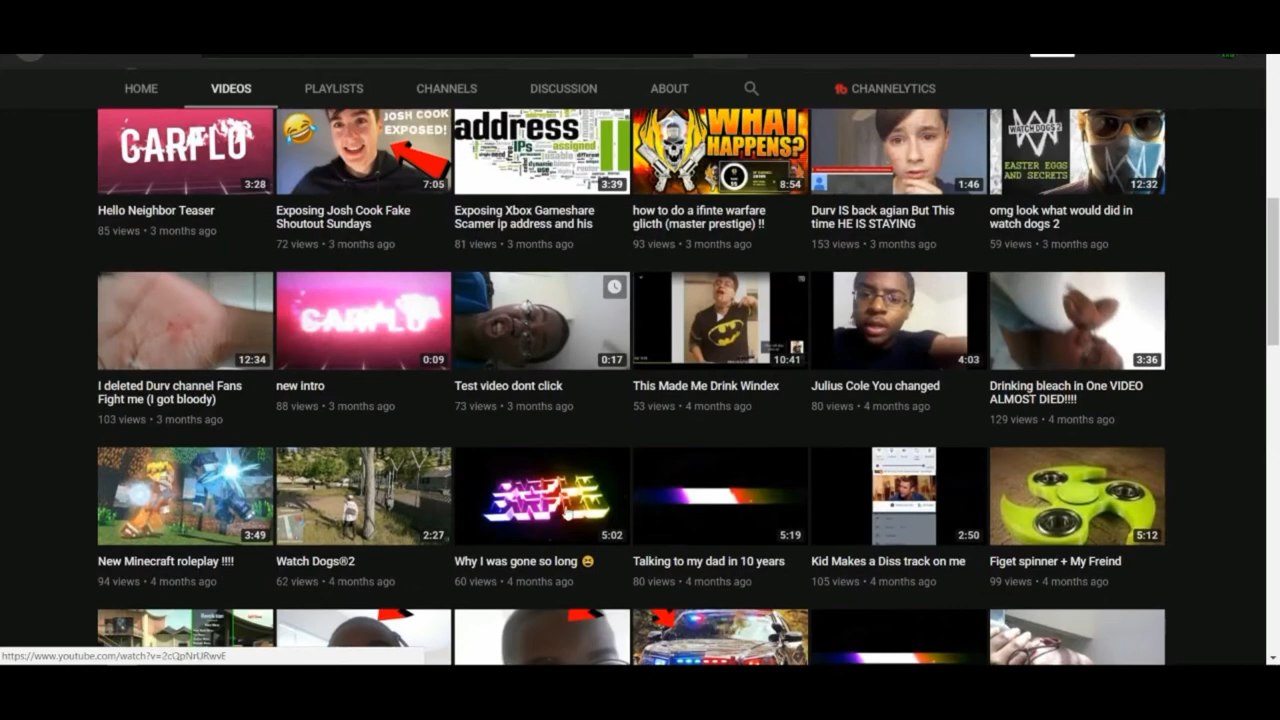 HOME VIDEOS PLAYLISTS CHANNELS DISCUSSION ABOUT CHANNELYTICS
CARFLO
JOSH COOK
EXPOSED!
address
IPs
assigned
WHAT
HAPPENS?
WATCH DOGS 2
EASTER EGGS
AND SECRETS
3:28 7:05 3:39 8:54 1:46 12:32
Hello Neighbor Teaser
85 views • 3 months ago
Exposing Josh Cook Fake
Shoutout Sundays
72 views • 3 months ago
Exposing Xbox Gameshare
Scamer ip address and his
81 views • 3 months ago
how to do a ifinte warfare
glicth (master prestige) !!
93 views • 3 months ago
Durv IS back agian But This
time HE IS STAYING
153 views • 3 months ago
omg look what would did in
watch dogs 2
59 views • 3 months ago
CARFLO
12:34 0:09 0:17 10:41 4:03 3:36
I deleted Durv channel Fans
Fight me (I got bloody)
103 views • 3 months ago
new intro
88 views • 3 months ago
Test video dont click
73 views • 3 months ago
This Made Me Drink Windex
53 views • 4 months ago
Julius Cole You changed
80 views • 4 months ago
Drinking bleach in One VIDEO
ALMOST DIED!!!!
129 views • 4 months ago
3:49 2:27 5:02 5:19 2:50 5:12
New Minecraft roleplay !!!!
94 views • 4 months ago
Watch Dogs®2
62 views • 4 months ago
Why I was gone so long 😆
60 views • 4 months ago
Talking to my dad in 10 years
80 views • 4 months ago
Kid Makes a Diss track on me
105 views • 4 months ago
Figet spinner + My Freind
99 views • 4 months ago
https://www.youtube.com/watch?v=2cQpNrURwvE